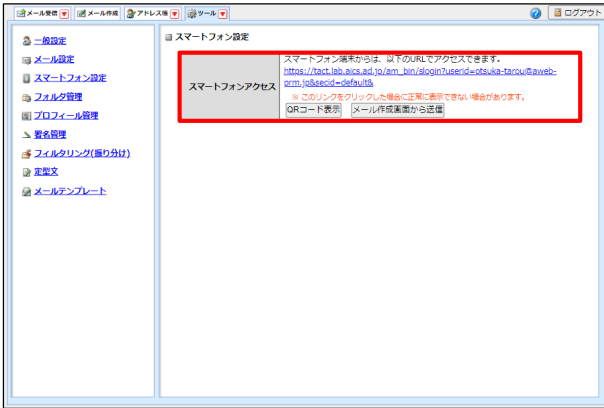 メール受信
メール作成
アドレス帳
ツール
ログアウト
一般設定
メール設定
スマートフォン設定
フォルダ管理
プロフィール管理
署名管理
フィルタリング(振り分け)
定型文
メールテンプレート
スマートフォン設定
スマートフォンアクセス
スマートフォン端末からは、以下のURLでアクセスできます。
https://tact.lab.aics.ad.jp/am_bin/slogin?userid=otsuka-tarou@aweb-
prm.jp&secid=default&
※ このリンクをクリックした場合に正常に表示できない場合があります。
QRコード表示
メール作成画面から送信